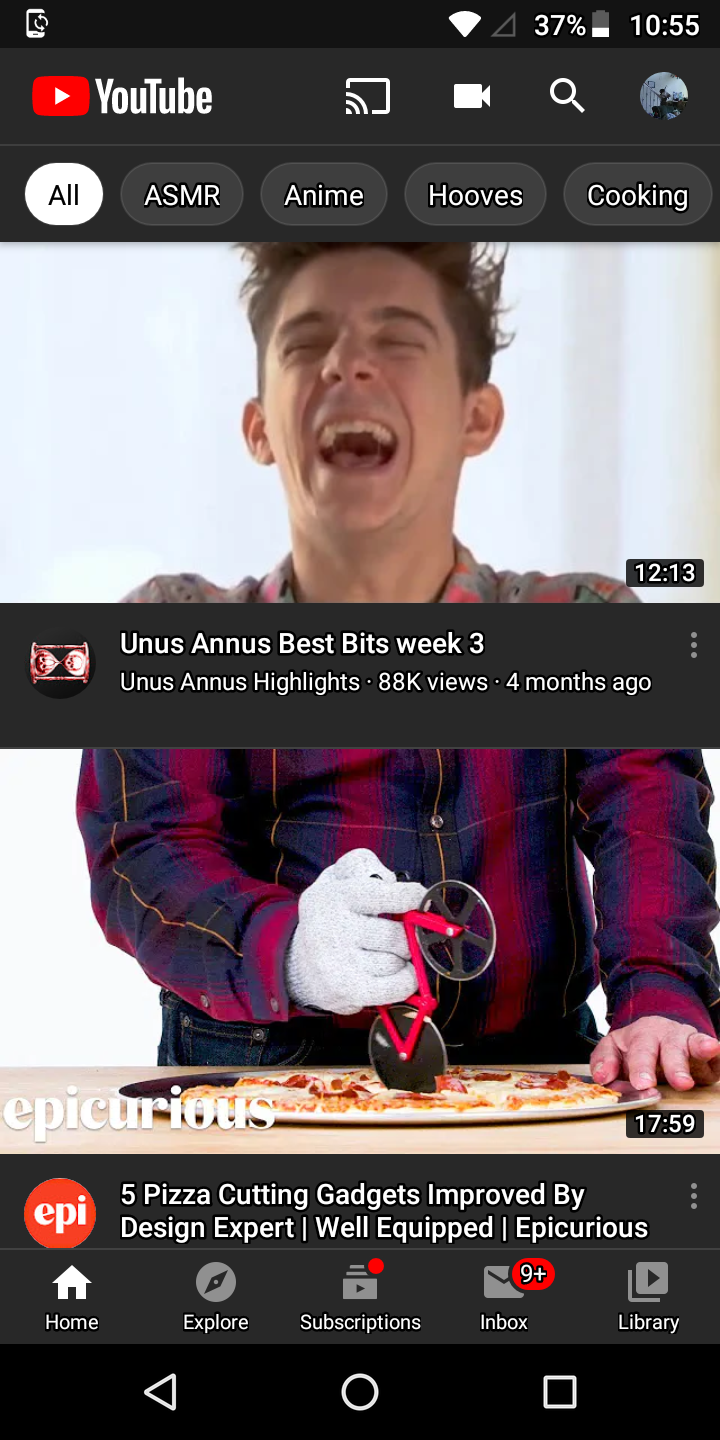 37% 10:55
YouTube
All ASMR Anime Hooves Cooking
12:13
Unus Annus Best Bits week 3
Unus Annus Highlights · 88K views · 4 months ago
epicurious
17:59
epi
5 Pizza Cutting Gadgets Improved By
Design Expert | Well Equipped | Epicurious
9+
Home Explore Subscriptions Inbox Library